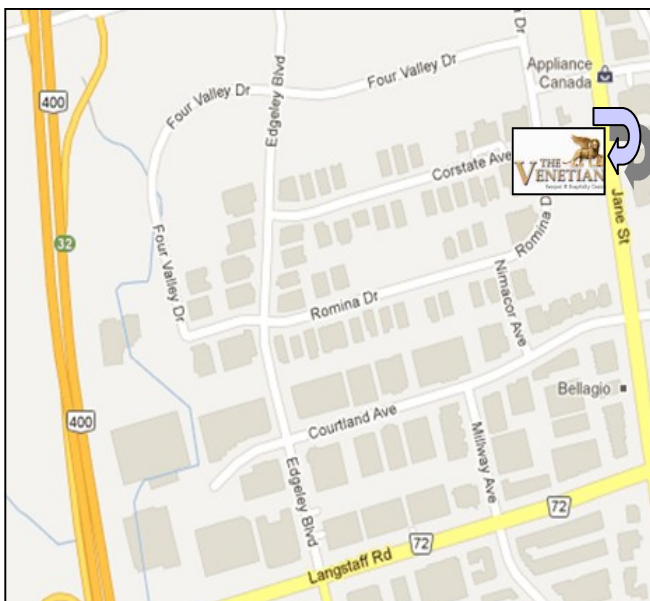 Dr
400
Edgeley Blvd
Four Valley Dr
Four Valley Dr
Appliance
Canada
Corstate Ave
THE
VENETIAN
Jane St
32
Four Valley Dr
Romina D
Romina Dr
Nimacor Ave
Bellagio
400
Courtland Ave
Millway Ave
Edgeley Blvd
72
72
Langstaff Rd